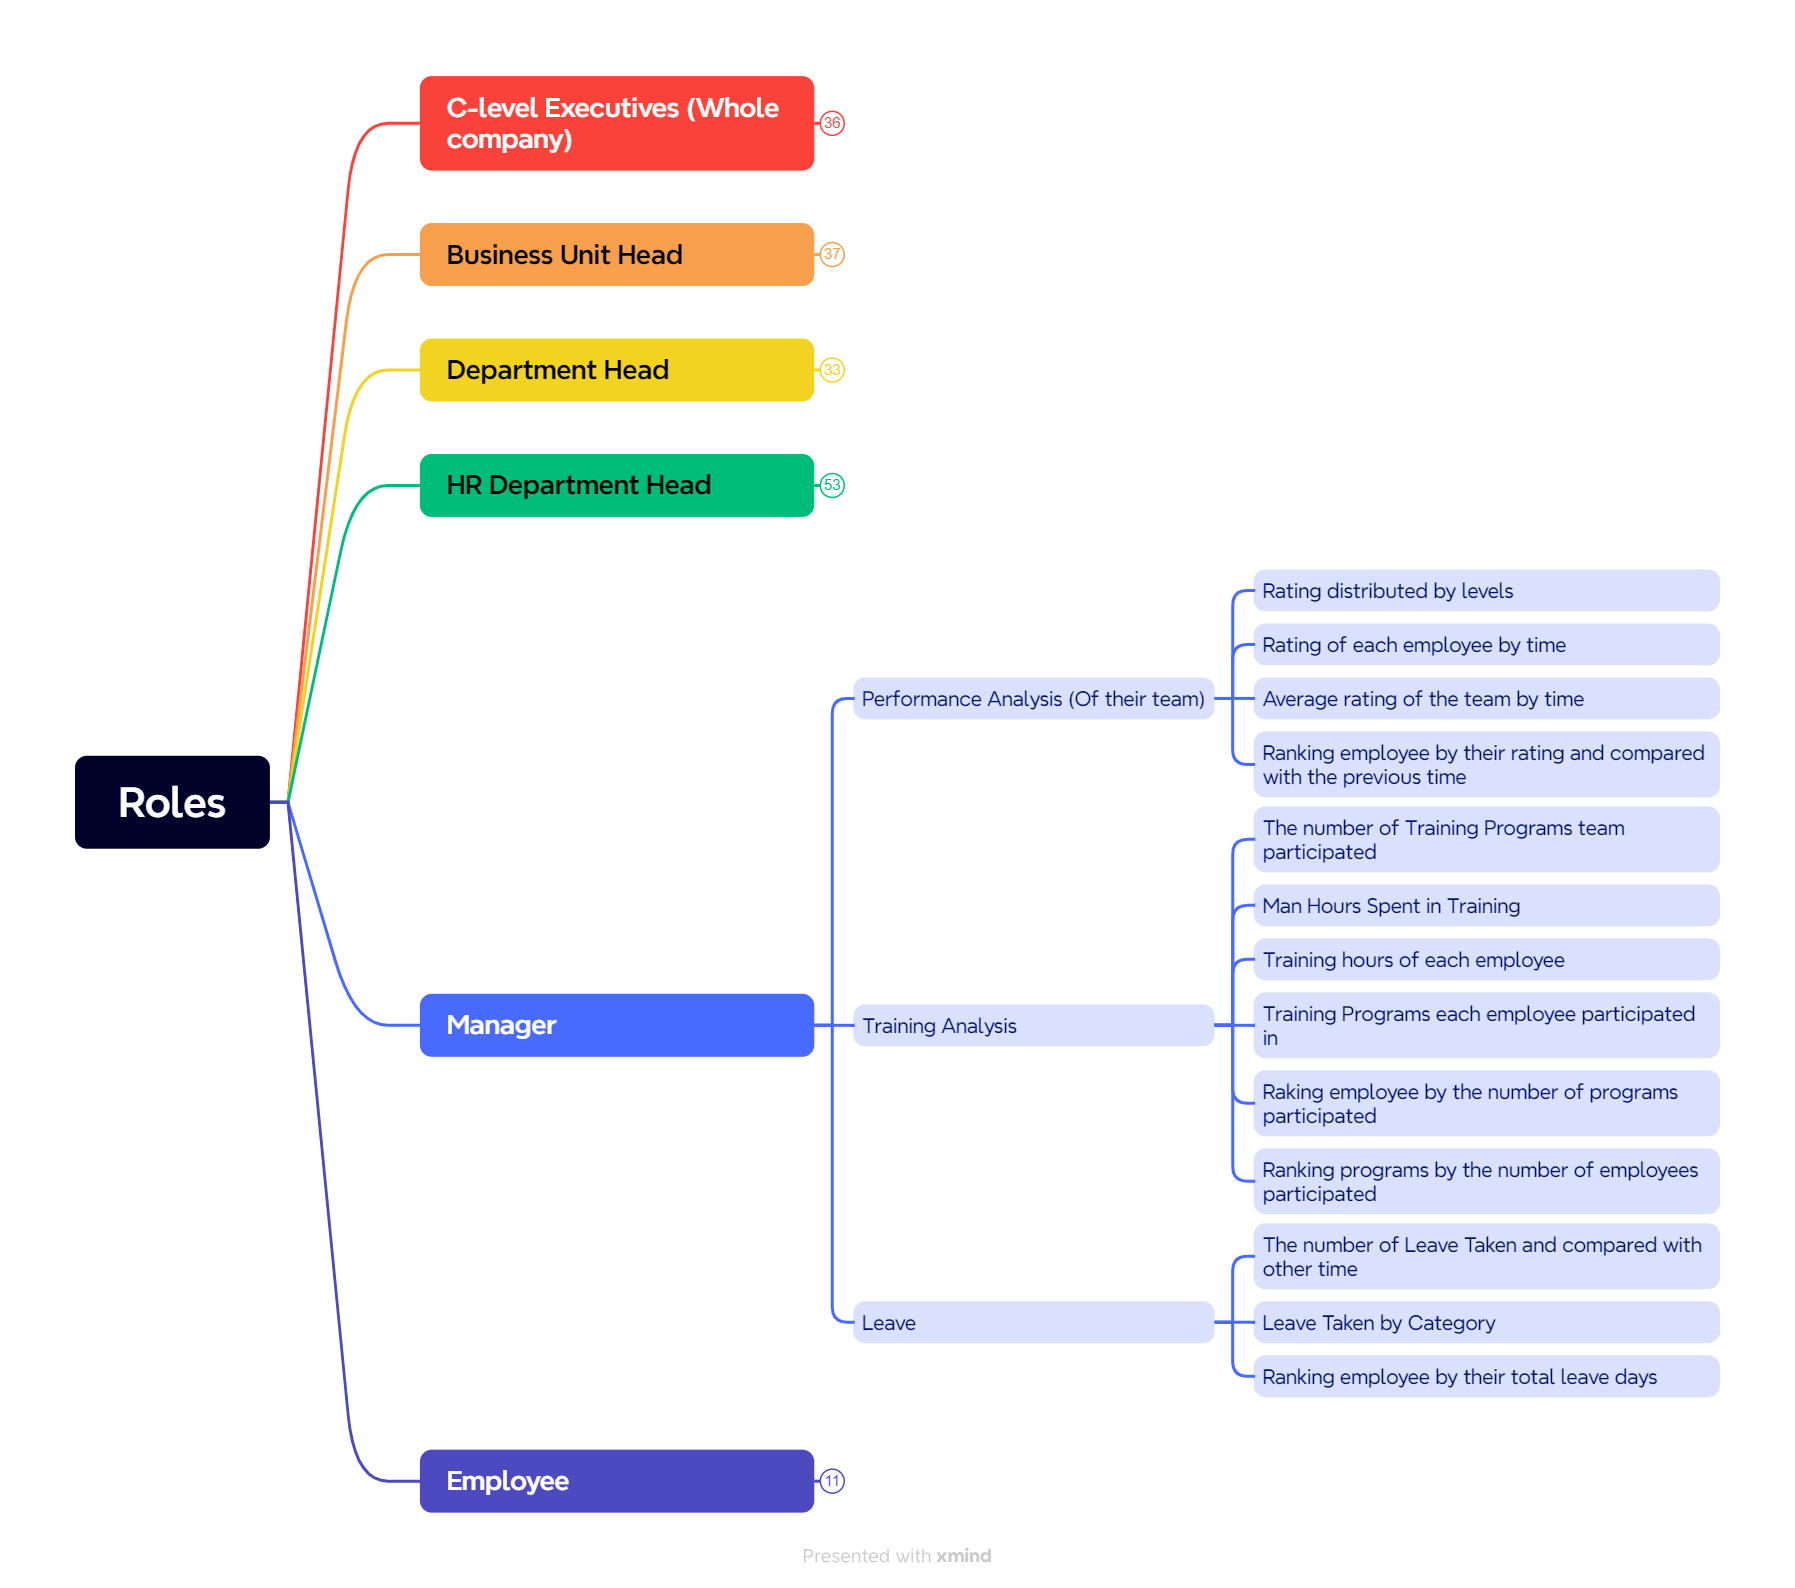 C-level Executives (Whole
company)
36
Business Unit Head
37
Department Head
33
HR Department Head
53
Roles
Manager
Performance Analysis (Of their team)
Rating distributed by levels
Rating of each employee by time
Average rating of the team by time
Ranking employee by their rating and compared
with the previous time
Training Analysis
The number of Training Programs team
participated
Man Hours Spent in Training
Training hours of each employee
Training Programs each employee participated
in
Raking employee by the number of programs
participated
Ranking programs by the number of employees
participated
Leave
The number of Leave Taken and compared with
other time
Leave Taken by Category
Ranking employee by their total leave days
Employee
11
Presented with xmind